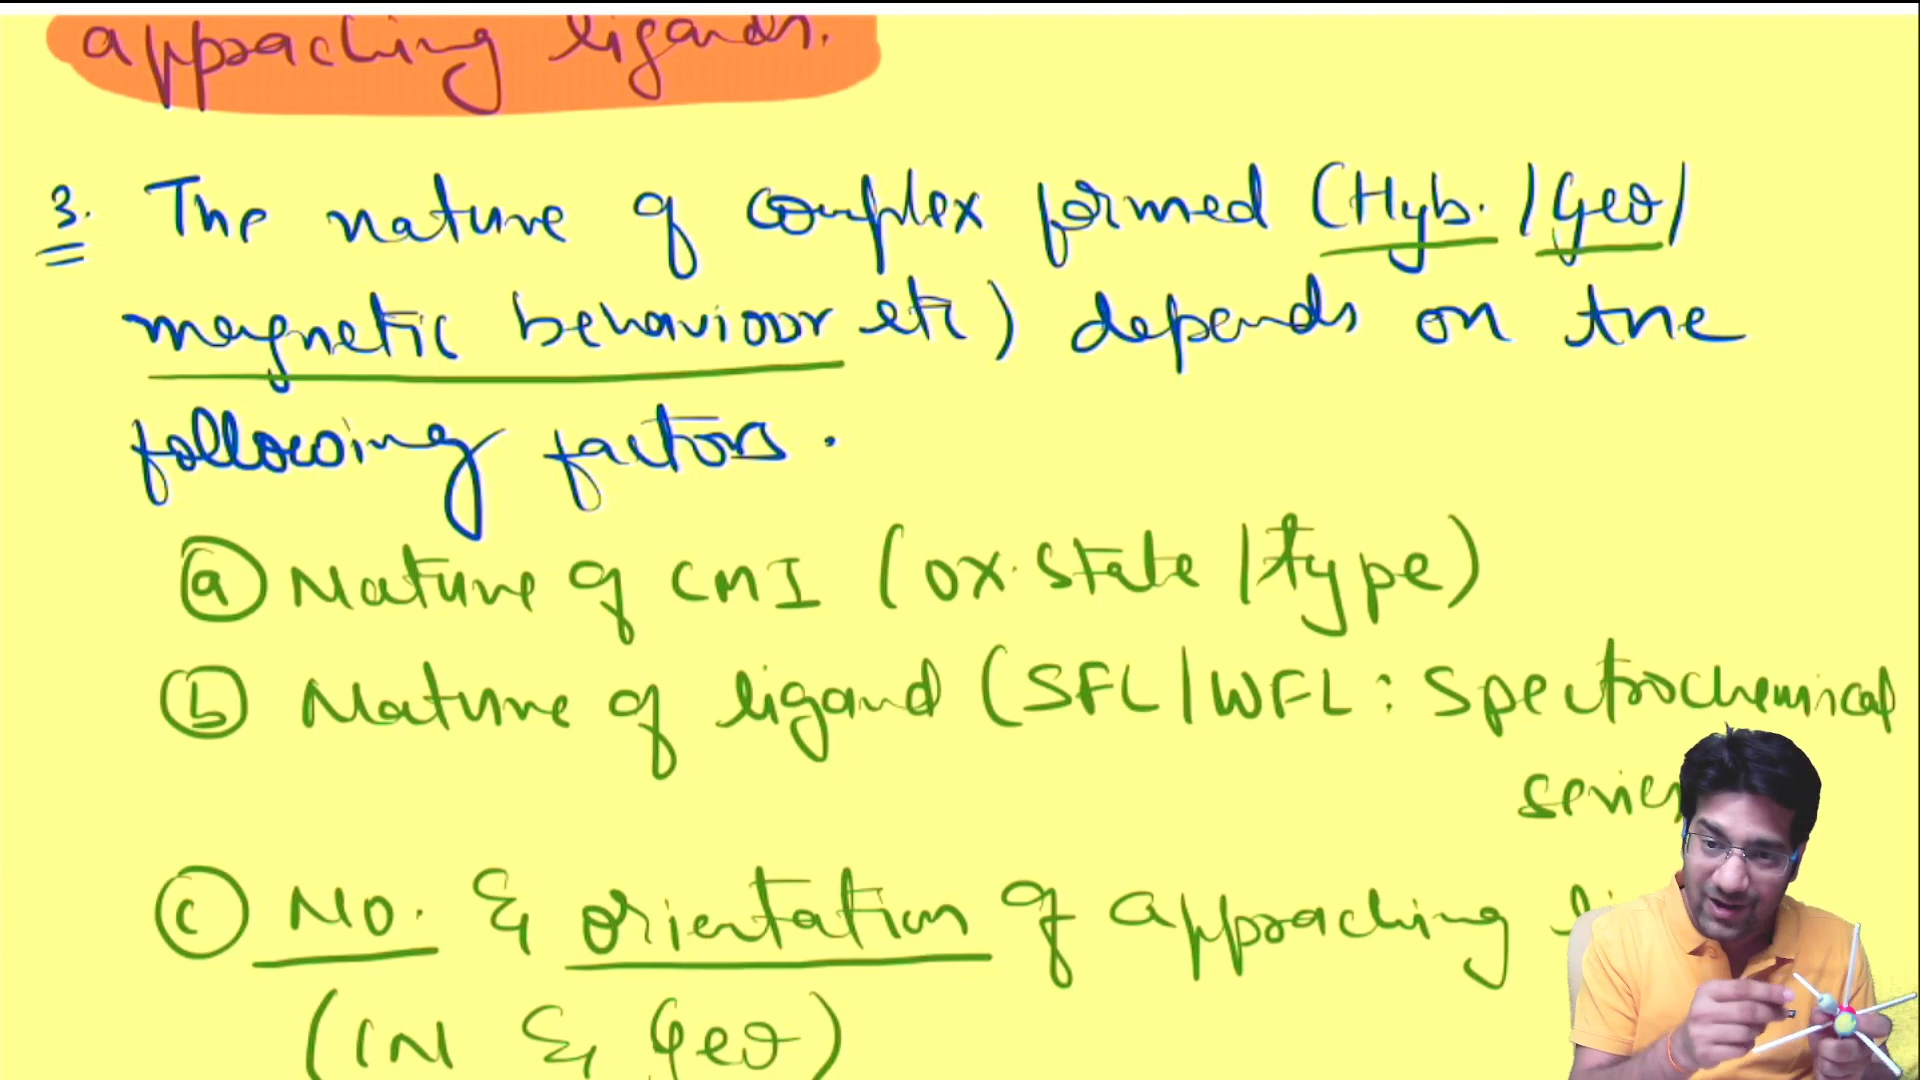 approaching ligands.
3. The nature of complex formed (Hyb. / Geo /
magnetic behaviour etc) depends on the
following factors.
(a) Nature of CMI (ox. state / type)
(b) Nature of ligand (SFL / WFL : Spectrochemical
series
(c) No. & orientation of approaching
(CN & Geo)